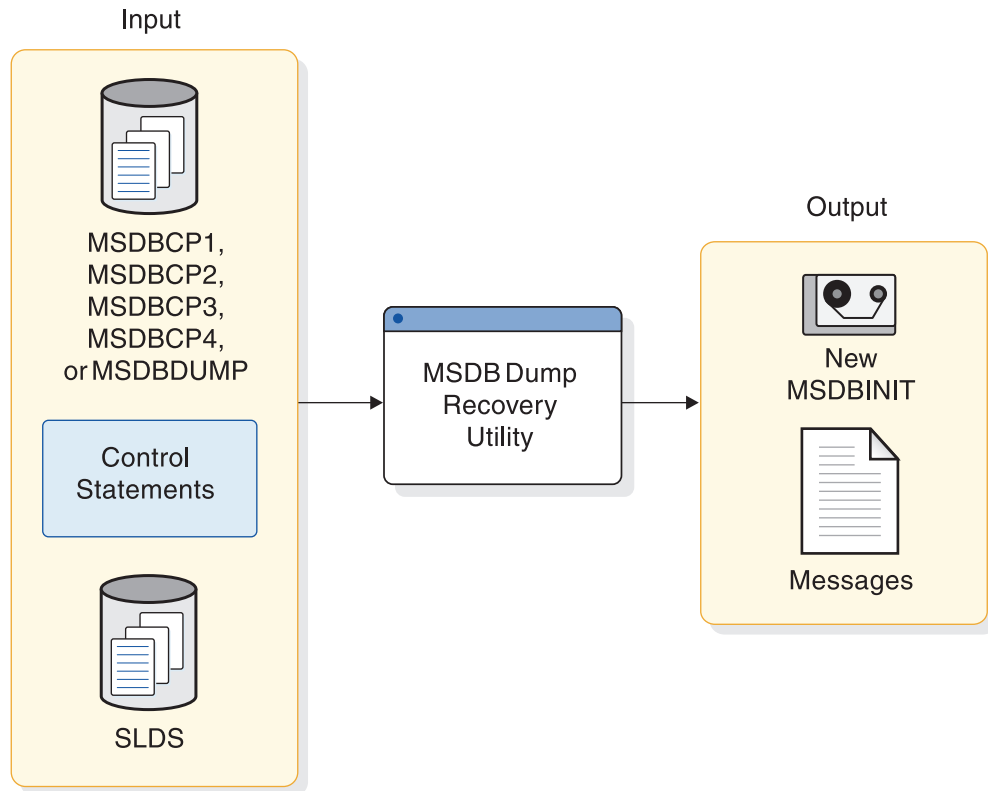 Input
MSDBCP1,
MSDBCP2,
MSDBCP3,
MSDBCP4,
or MSDBDUMP
Control
Statements
SLDS
MSDB Dump
Recovery
Utility
Output
New
MSDBINIT
Messages